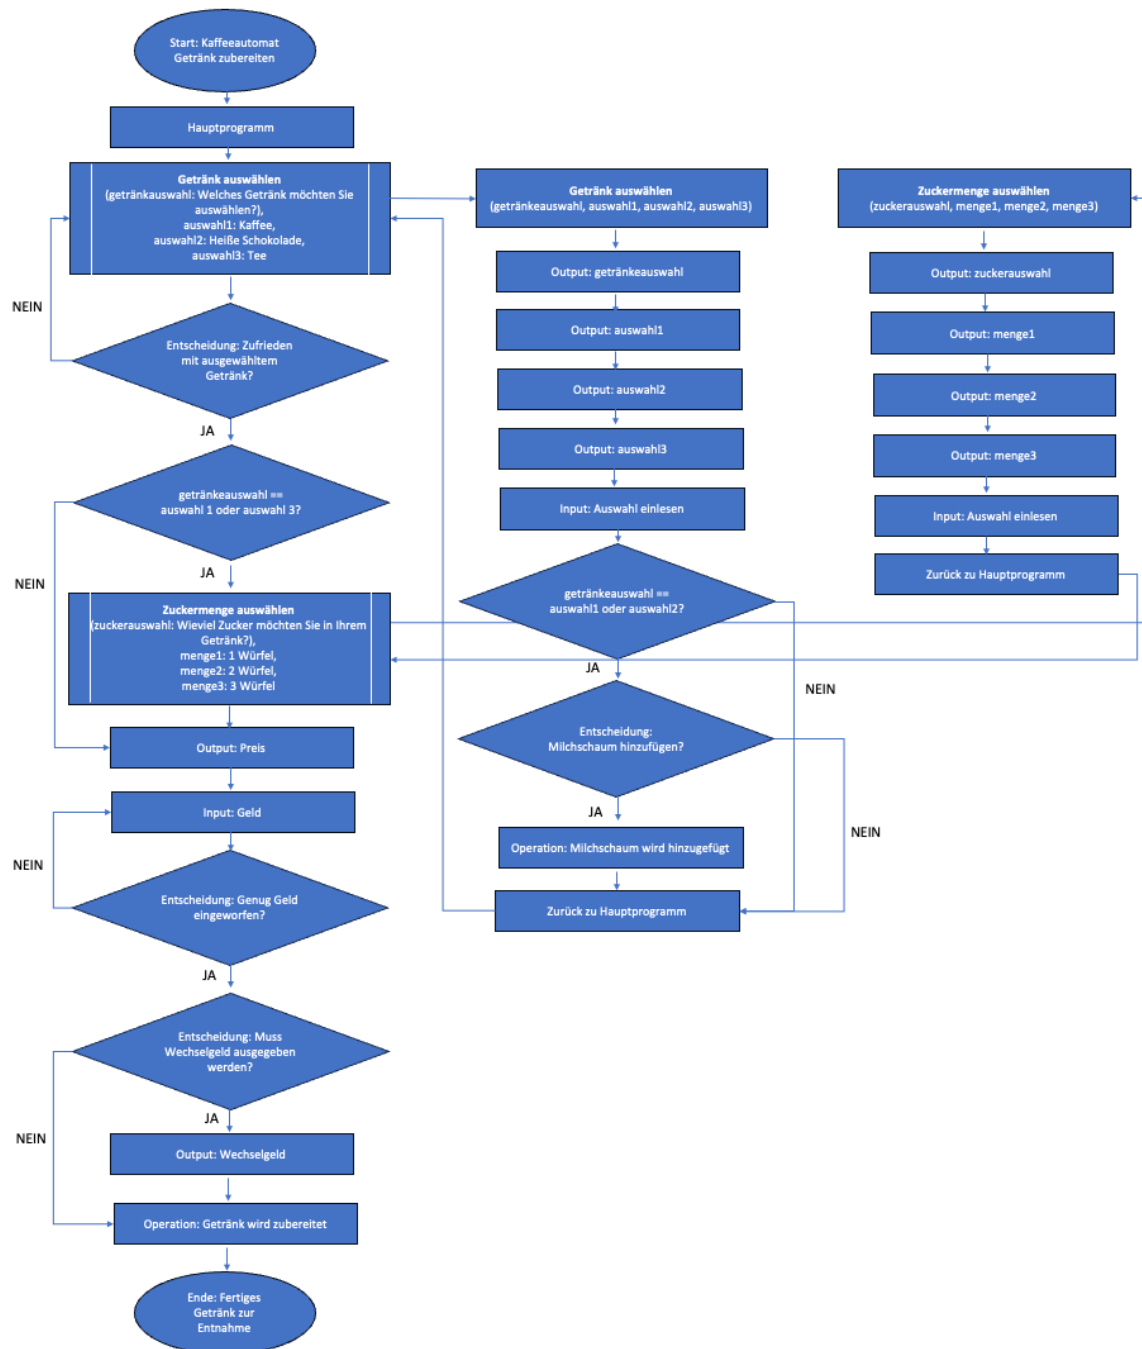 Start: Kaffeeautomat
Getränk zubereiten
Hauptprogramm
Getränk auswählen
(getränkauswahl: Welches Getränk möchten Sie
auswählen?),
auswahl1: Kaffee,
auswahl2: Heiße Schokolade,
auswahl3: Tee
NEIN
Entscheidung: Zufrieden
mit ausgewähltem
Getränk?
JA
getränkeauswahl ==
auswahl 1 oder auswahl 3?
JA
NEIN
Zuckermenge auswählen
(zuckerauswahl: Wieviel Zucker möchten Sie in Ihrem
Getränk?),
menge1: 1 Würfel,
menge2: 2 Würfel,
menge3: 3 Würfel
Output: Preis
Input: Geld
NEIN
Entscheidung: Genug Geld
eingeworfen?
JA
Entscheidung: Muss
Wechselgeld ausgegeben
werden?
JA
NEIN
Output: Wechselgeld
Operation: Getränk wird zubereitet
Ende: Fertiges
Getränk zur
Entnahme
Getränk auswählen
(getränkeauswahl, auswahl1, auswahl2, auswahl3)
Output: getränkeauswahl
Output: auswahl1
Output: auswahl2
Output: auswahl3
Input: Auswahl einlesen
getränkeauswahl ==
auswahl1 oder auswahl2?
JA
NEIN
Entscheidung:
Milchschaum hinzufügen?
JA
NEIN
Operation: Milchschaum wird hinzugefügt
Zurück zu Hauptprogramm
Zuckermenge auswählen
(zuckerauswahl, menge1, menge2, menge3)
Output: zuckerauswahl
Output: menge1
Output: menge2
Output: menge3
Input: Auswahl einlesen
Zurück zu Hauptprogramm